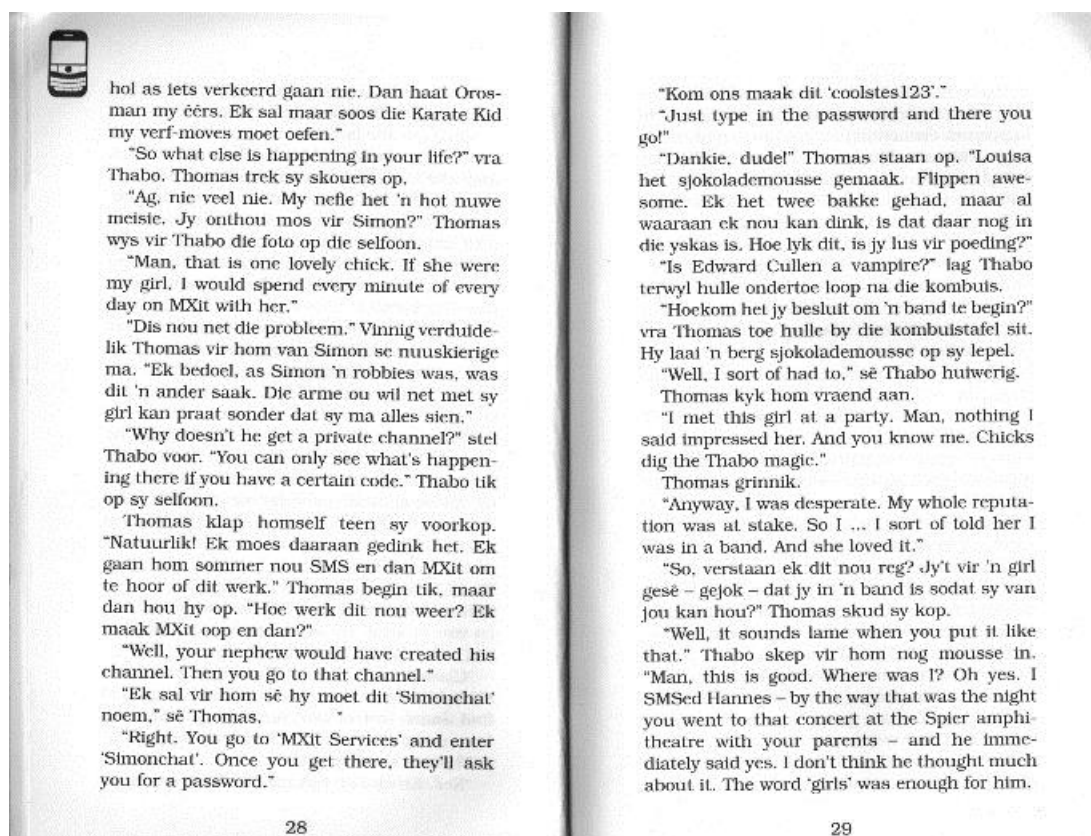 hol as iets verkeerd gaan nie. Dan haat Oros-
man my éérs. Ek sal maar soos die Karate Kid
my verf-moves moet oefen."
"So what else is happening in your life?" vra
Thabo. Thomas trek sy skouers op.
"Ag, nie veel nie. My nefie het 'n hot nuwe
meisie. Jy onthou mos vir Simon?" Thomas
wys vir Thabo die foto op die selfoon.
"Man, that is one lovely chick. If she were
my girl, I would spend every minute of every
day on MXit with her."
"Dis nou net die probleem." Vinnig verduide-
lik Thomas vir hom van Simon se nuuskierige
ma. "Ek bedoel, as Simon 'n robbies was, was
dit 'n ander saak. Die arme ou wil net met sy
girl kan praat sonder dat sy ma alles sien."
"Why doesn't he get a private channel?" stel
Thabo voor. "You can only see what's happen-
ing there if you have a certain code." Thabo tik
op sy selfoon.
Thomas klap homself teen sy voorkop.
"Natuurlik! Ek moes daaraan gedink het. Ek
gaan hom sommer nou SMS en dan MXit om
te hoor of dit werk." Thomas begin tik, maar
dan hou hy op. "Hoe werk dit nou weer? Ek
maak MXit oop en dan?"
"Well, your nephew would have created his
channel. Then you go to that channel."
"Ek sal vir hom sê hy moet dit 'Simonchat'
noem," sê Thomas.
"Right. You go to 'MXit Services' and enter
'Simonchat'. Once you get there, they'll ask
you for a password."
28
"Kom ons maak dit 'coolstes123'."
"Just type in the password and there you
go!"
"Dankie, dude!" Thomas staan op. "Louisa
het sjokolademousse gemaak. Flippen awe-
some. Ek het twee bakke gehad, maar al
waaraan ek nou kan dink, is dat daar nog in
die yskas is. Hoe lyk dit, is jy lus vir poeding?"
"Is Edward Cullen a vampire?" lag Thabo
terwyl hulle ondertoe loop na die kombuis.
"Hoekom het jy besluit om 'n band te begin?"
vra Thomas toe hulle by die kombuistafel sit.
Hy laai 'n berg sjokolademousse op sy lepel.
"Well, I sort of had to," sê Thabo huiwerig.
Thomas kyk hom vraend aan.
"I met this girl at a party. Man, nothing I
said impressed her. And you know me. Chicks
dig the Thabo magic."
Thomas grinnik.
"Anyway, I was desperate. My whole reputa-
tion was at stake. So I ... I sort of told her I
was in a band. And she loved it."
"So, verstaan ek dit nou reg? Jy't vir 'n girl
gesê – gejok – dat jy in 'n band is sodat sy van
jou kan hou?" Thomas skud sy kop.
"Well, it sounds lame when you put it like
that." Thabo skep vir hom nog mousse in.
"Man, this is good. Where was I? Oh yes. I
SMSed Hannes – by the way that was the night
you went to that concert at the Spier amphi-
theatre with your parents – and he imme-
diately said yes. I don't think he thought much
about it. The word 'girls' was enough for him.
29